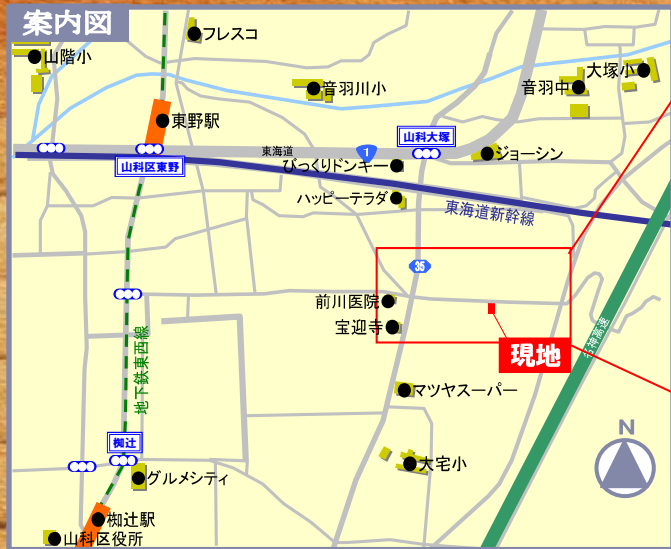 案内図
フレスコ
山階小
大塚小
音羽川小
音羽中
東野駅
山科大塚
1
東海道
ジョーシン
山科区東野
びっくりドンキー
ハッピーテラダ
東海道新幹線
35
前川医院
宝迎寺
現地
名神高速
地下鉄東西線
マツヤスーパー
椥辻
大宅小
グルメシティ
N
椥辻駅
山科区役所